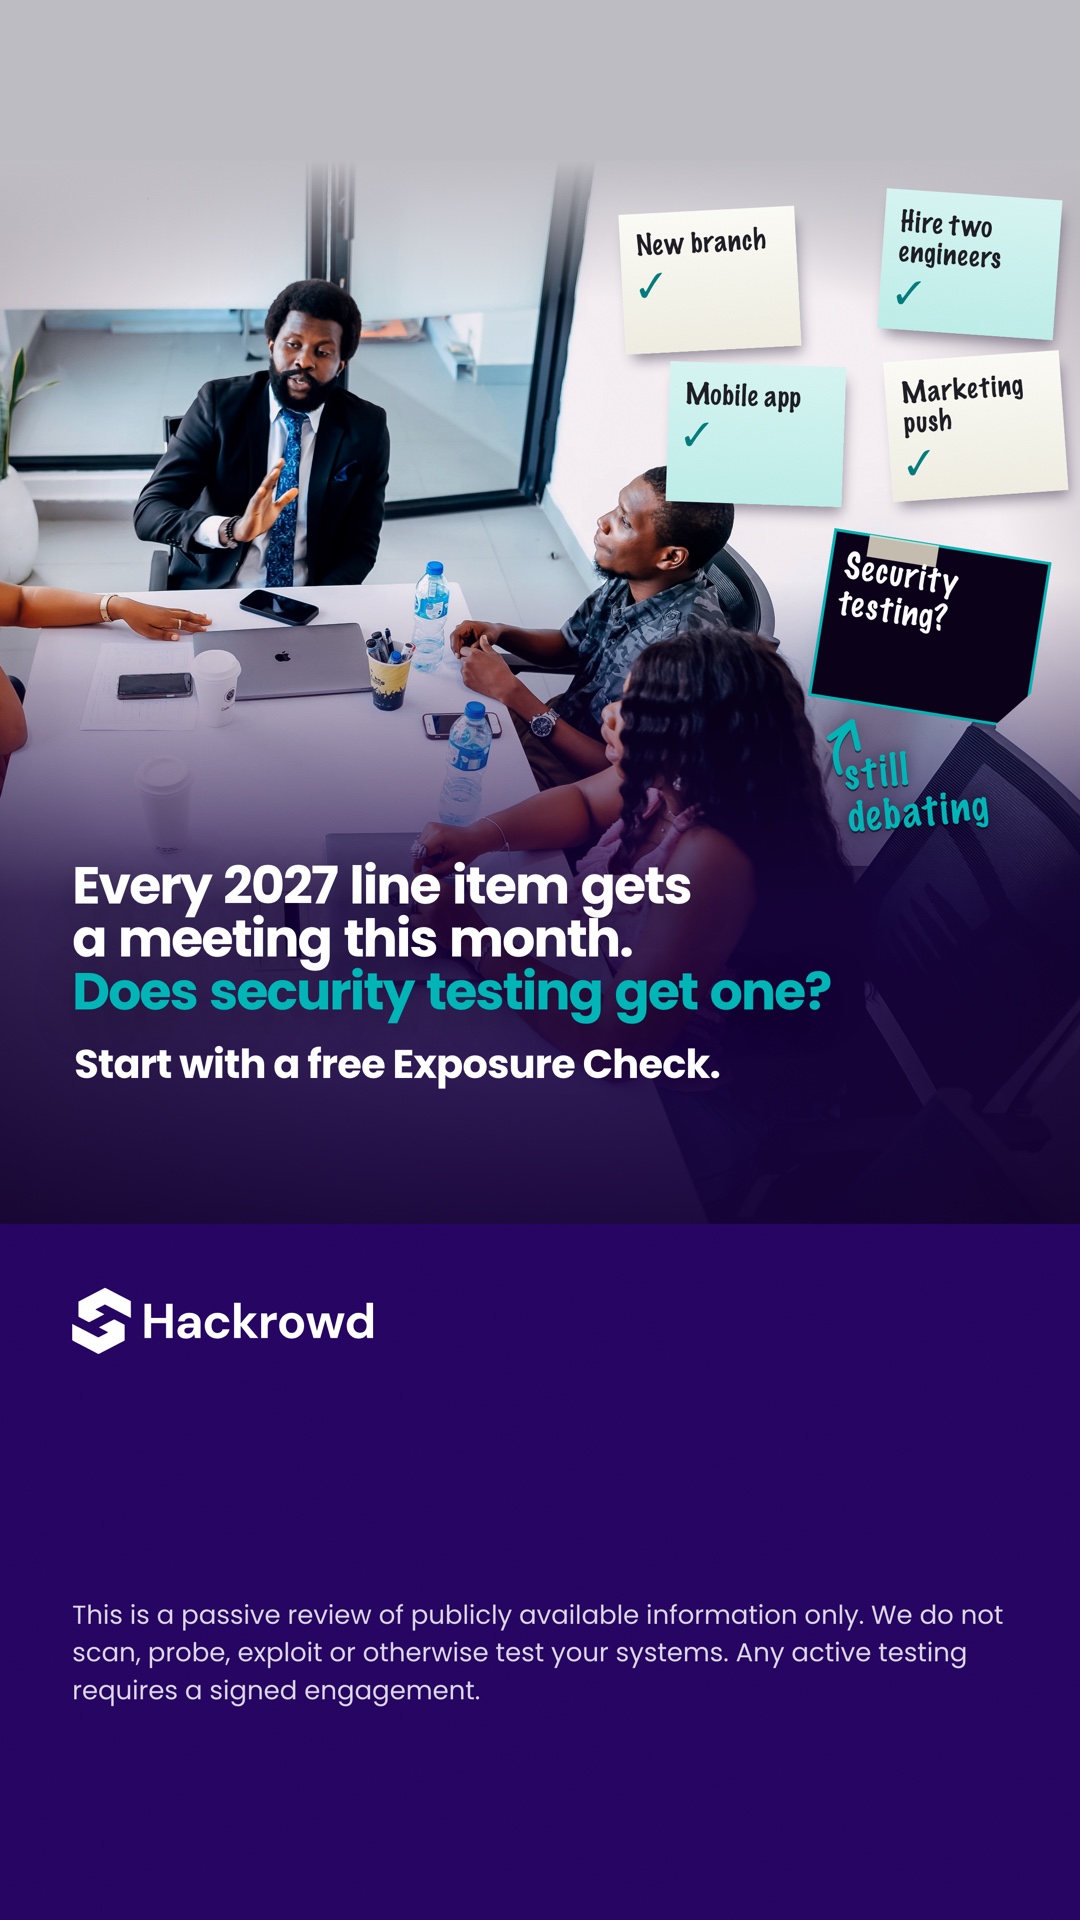 New branch
✓
Hire two
engineers
✓
Mobile app
✓
Marketing
push
✓
Security
testing?
still
debating
Every 2027 line item gets
a meeting this month.
Does security testing get one?
Start with a free Exposure Check.
Hackrowd
This is a passive review of publicly available information only. We do not
scan, probe, exploit or otherwise test your systems. Any active testing
requires a signed engagement.